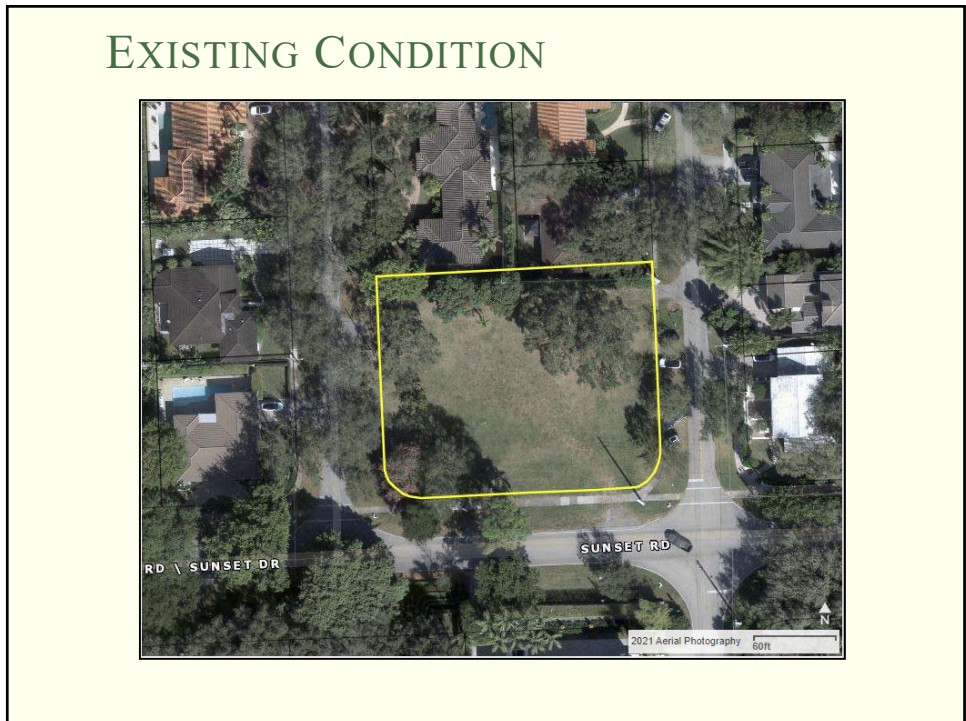 EXISTING CONDITION
SUNSET RD
RD \ SUNSET DR
N
2021 Aerial Photography
60ft